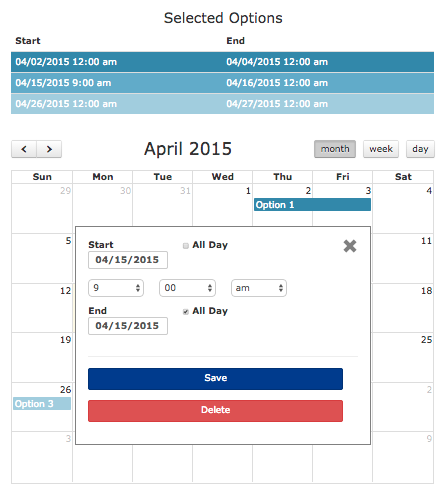 Selected Options
Start End
04/02/2015 12:00 am 04/04/2015 12:00 am
04/15/2015 9:00 am 04/16/2015 12:00 am
04/26/2015 12:00 am 04/27/2015 12:00 am
April 2015 month week day
Sun Mon Tue Wed Thu Fri Sat
29 30 31 1 2 3 4
Option 1
5 11
Start All Day
04/15/2015
12 18
9 00 am
End All Day
04/15/2015
19 25
Save
26 2
Option 3 Delete
3 9